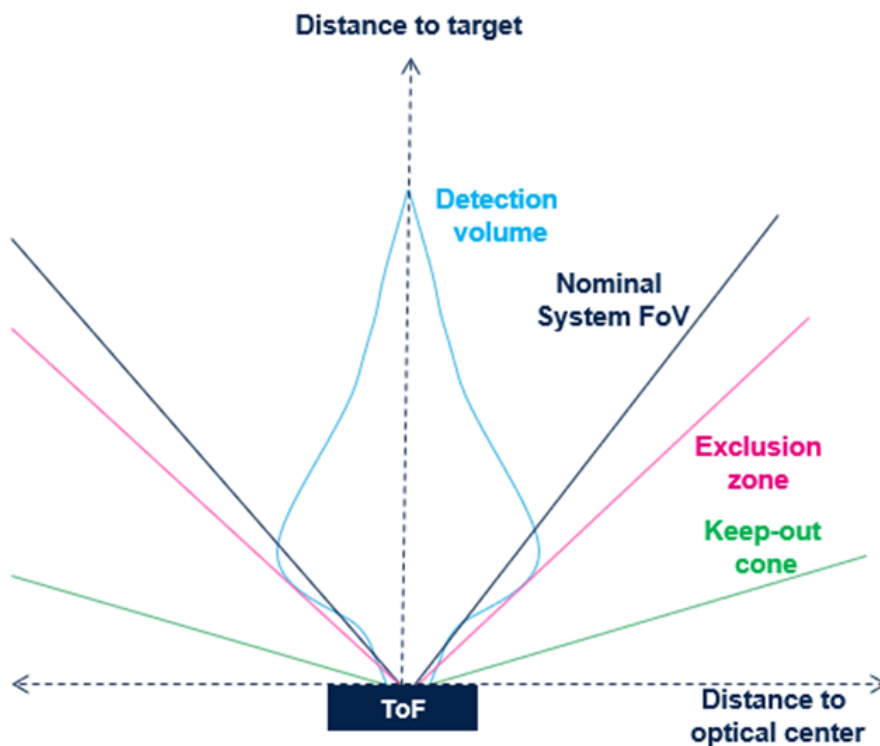 Distance to target
Detection
volume
Nominal
System FoV
Exclusion
zone
Keep-out
cone
ToF
Distance to
optical center